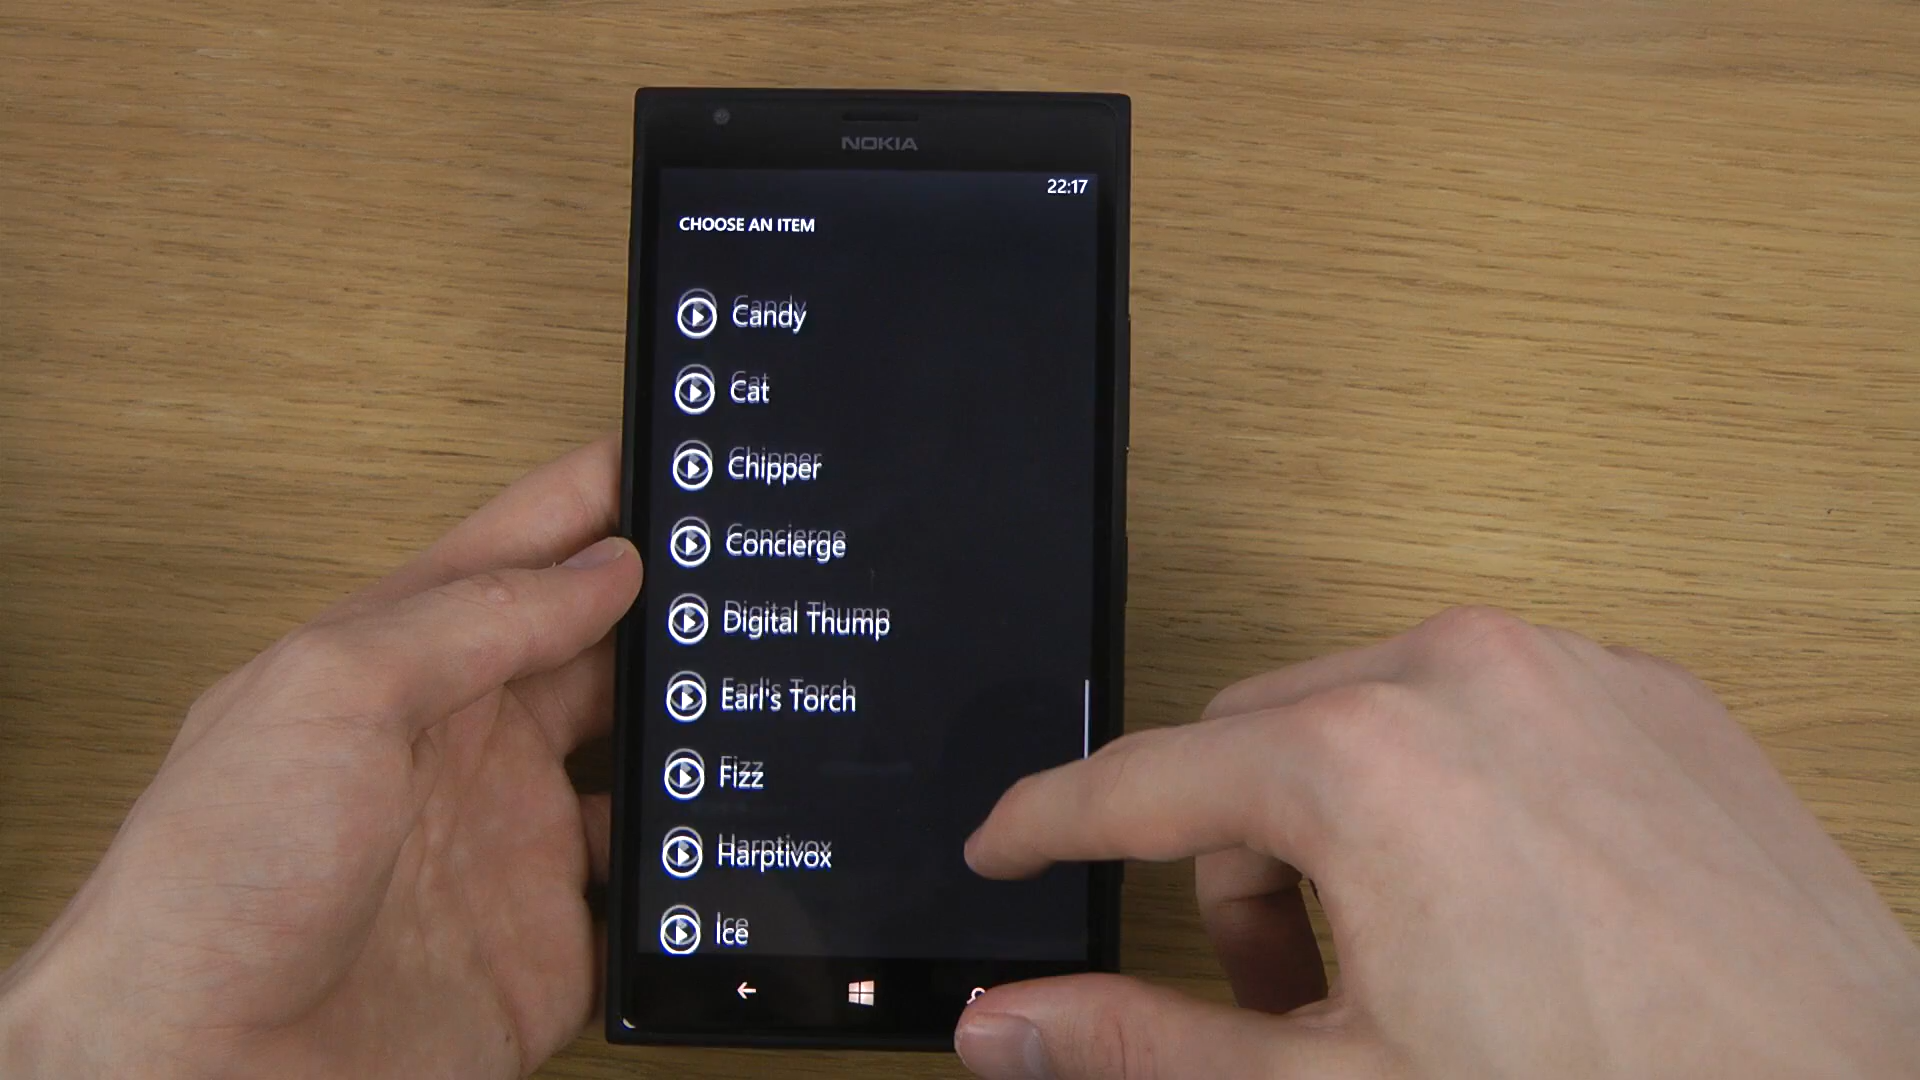 NOKIA
22:17
CHOOSE AN ITEM
Candy
Cat
Chipper
Concierge
Digital Thump
Earl's Torch
Fizz
Harptivox
Ice